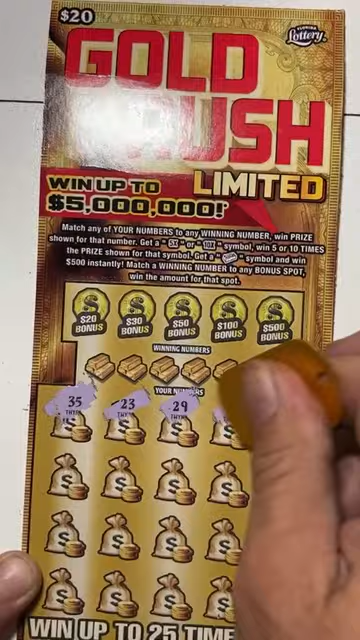 $20
FLORIDA
Lottery
GOLD
RUSH
LIMITED
WIN UP TO
$5,000,000!
Match any of YOUR NUMBERS to any WINNING NUMBER, win PRIZE
shown for that number. Get a "5X" or "10X" symbol, win 5 or 10 TIMES
the PRIZE shown for that symbol. Get a symbol and win
$500 instantly! Match a WINNING NUMBER to any BONUS SPOT,
win the amount for that spot.
$20 BONUS
$30 BONUS
$50 BONUS
$100 BONUS
$500 BONUS
WINNING NUMBERS
YOUR NUMBERS
35 23 29
WIN UP TO 25 TIM